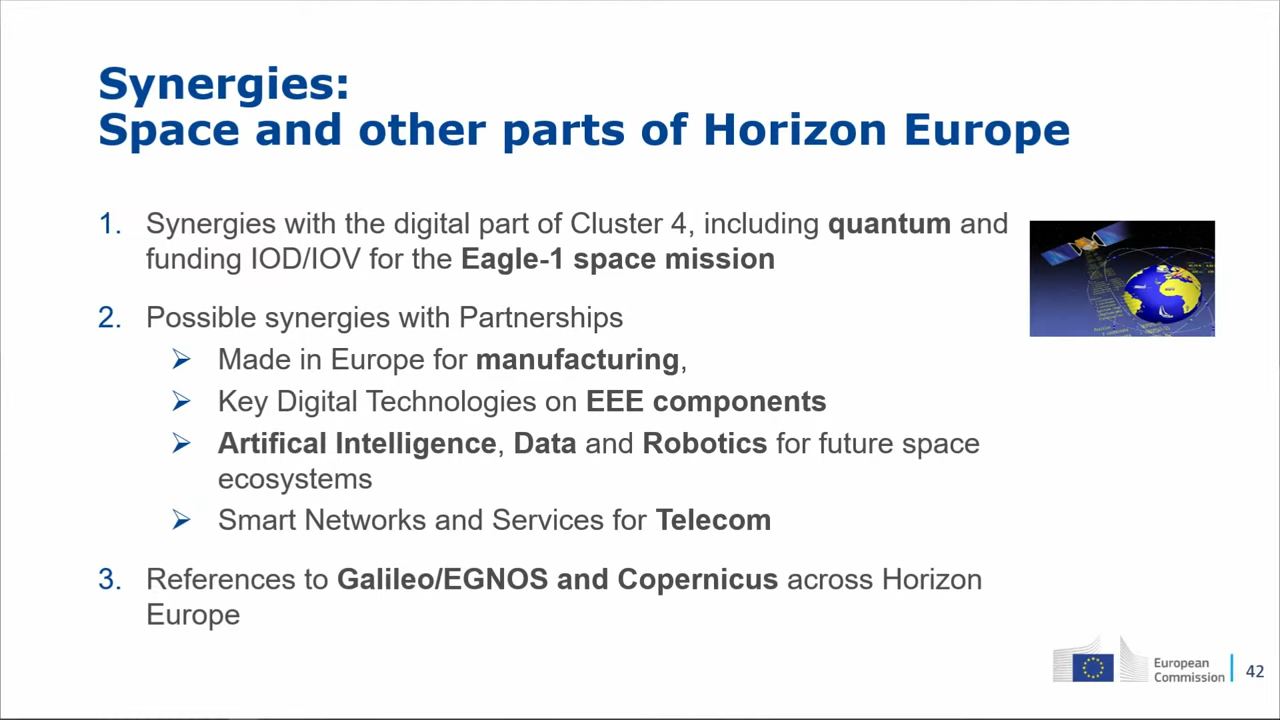 Synergies:
Space and other parts of Horizon Europe
1. Synergies with the digital part of Cluster 4, including quantum and
funding IOD/IOV for the Eagle-1 space mission
2. Possible synergies with Partnerships
➢ Made in Europe for manufacturing,
➢ Key Digital Technologies on EEE components
➢ Artifical Intelligence, Data and Robotics for future space
ecosystems
➢ Smart Networks and Services for Telecom
3. References to Galileo/EGNOS and Copernicus across Horizon
Europe
European
Commission
42